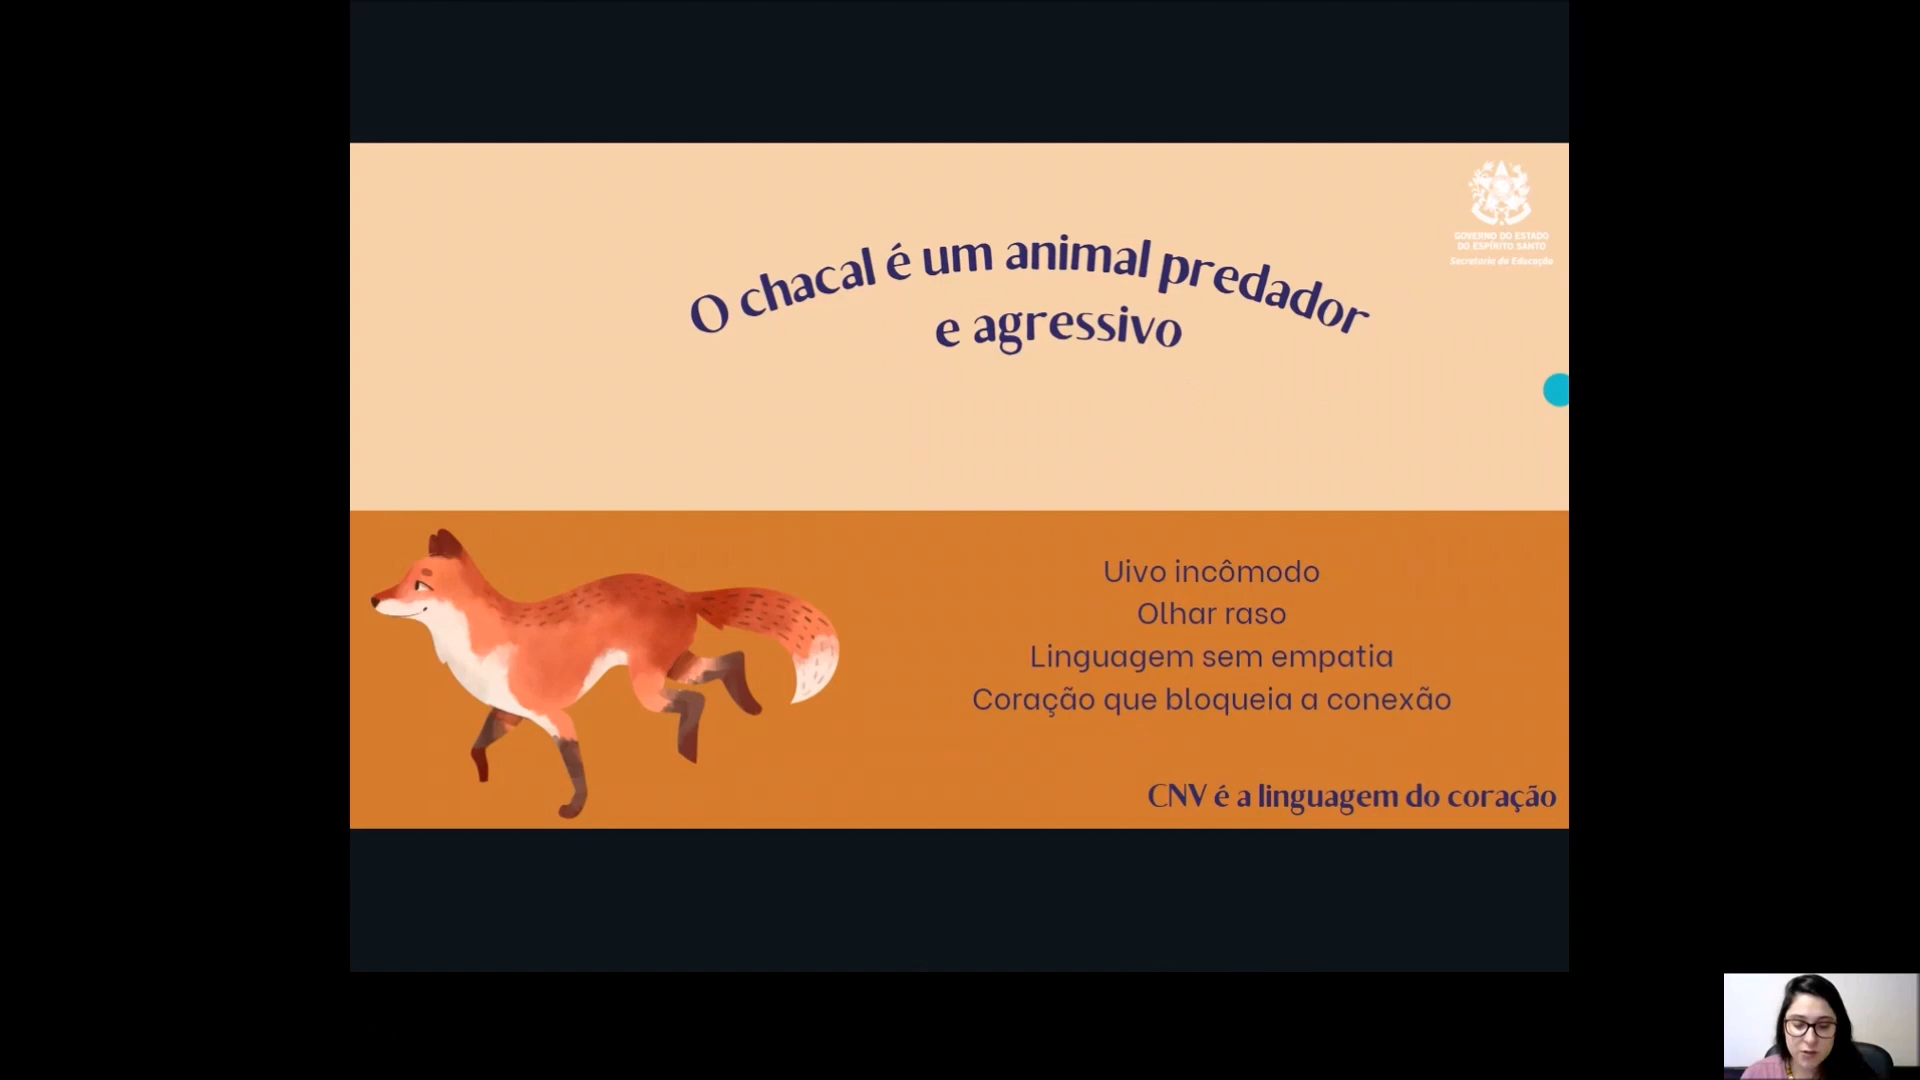 GOVERNO DO ESTADO
DO ESPÍRITO SANTO
Secretaria da Educação
O chacal é um animal predador
e agressivo
Uivo incômodo
Olhar raso
Linguagem sem empatia
Coração que bloqueia a conexão
CNV é a linguagem do coração